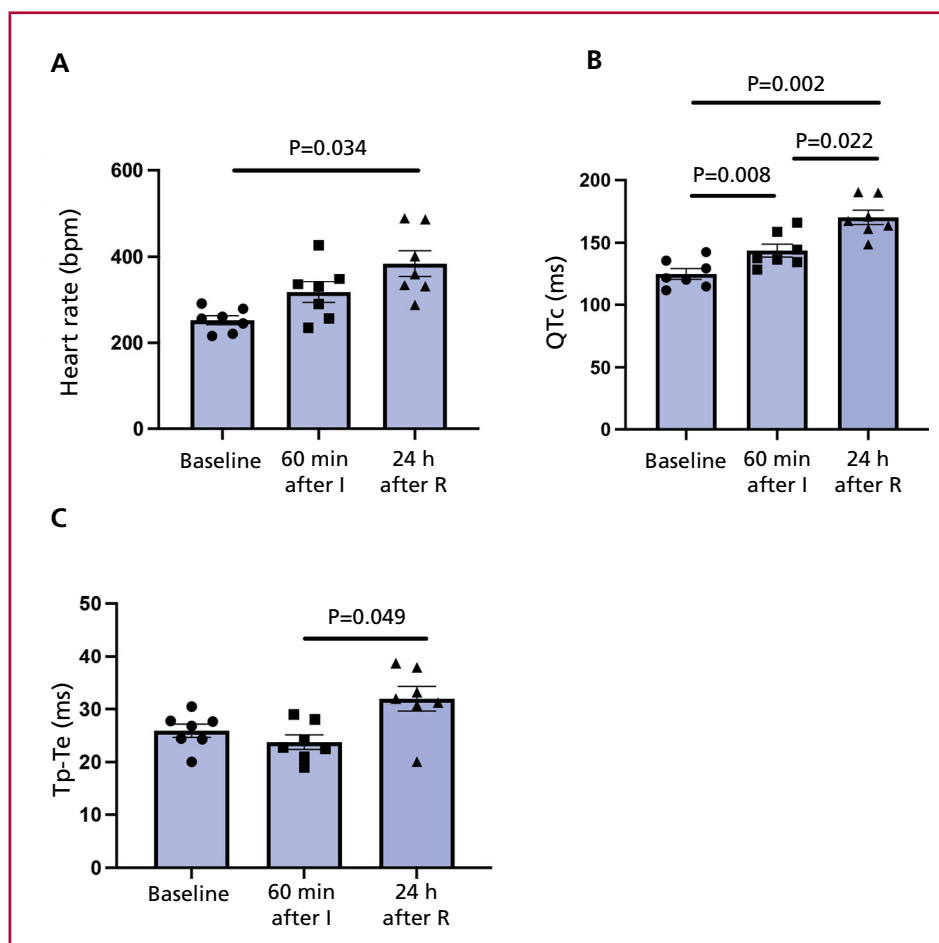 A
P=0.034
Heart rate (bpm)
600
400
200
0
Baseline
60 min
after I
24 h
after R
B
P=0.002
P=0.022
P=0.008
QTc (ms)
200
150
100
50
0
Baseline
60 min
after I
24 h
after R
C
P=0.049
Tp-Te (ms)
50
40
30
20
10
0
Baseline
60 min
after I
24 h
after R